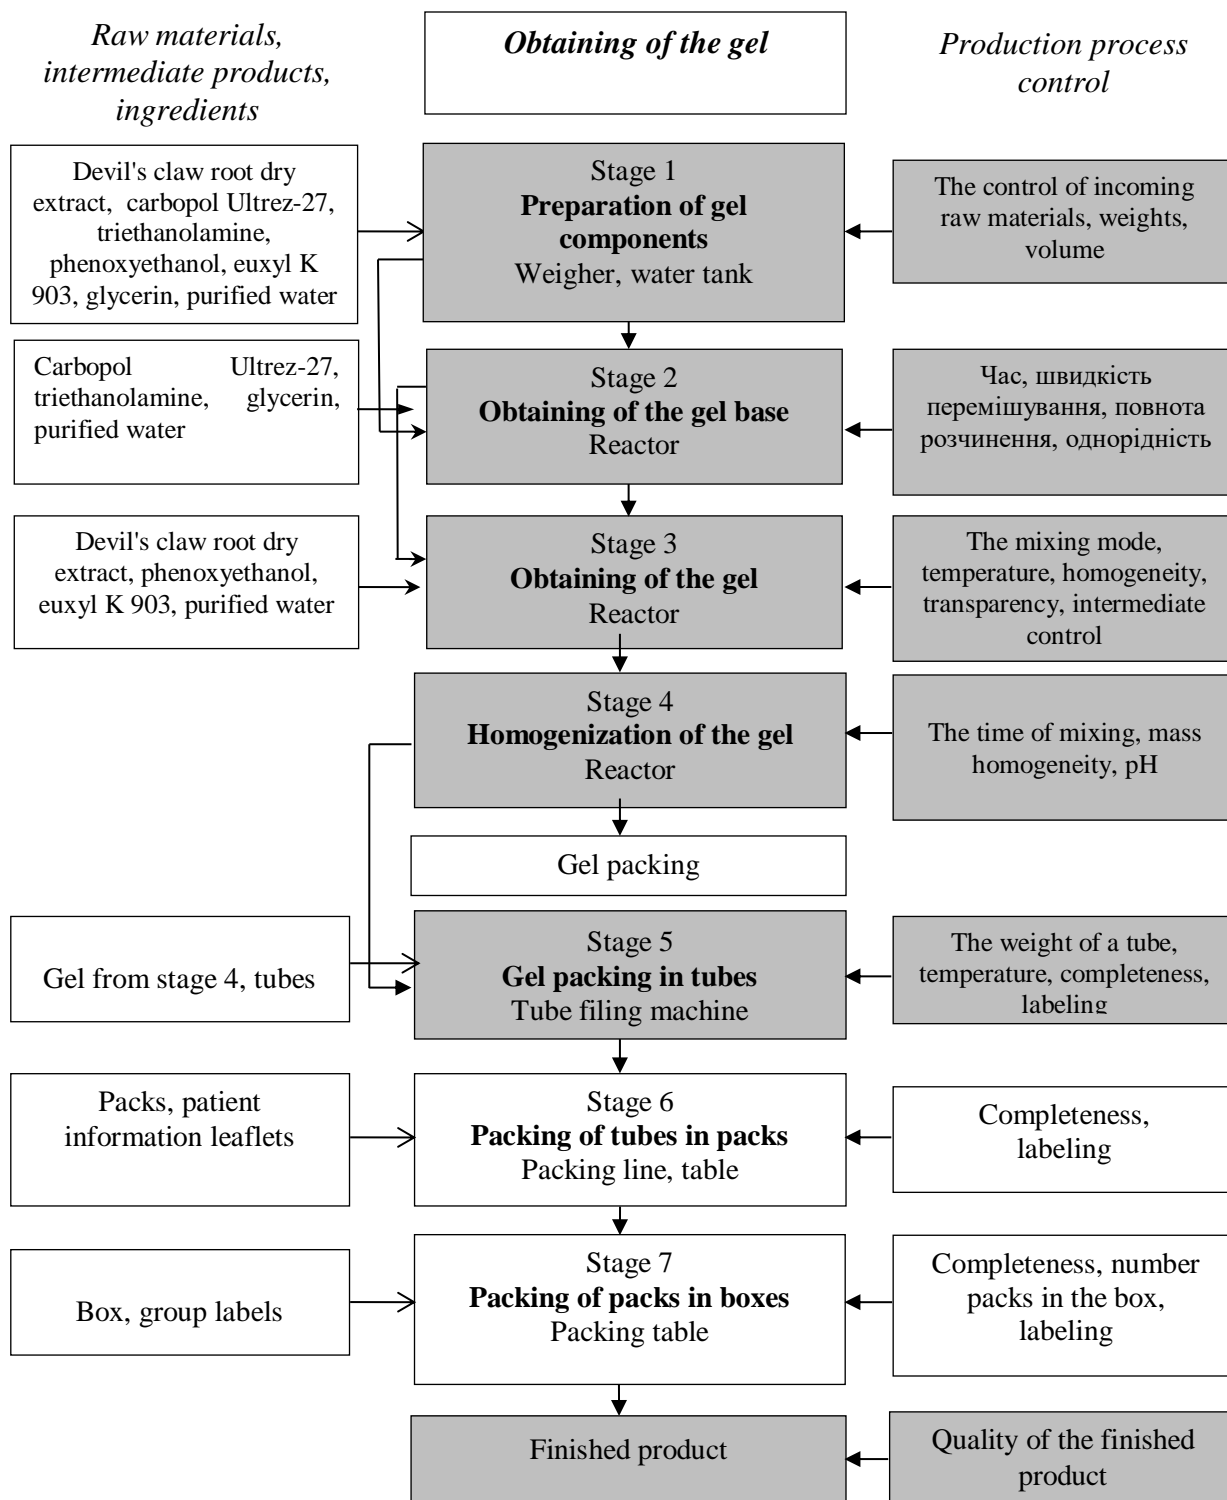 Raw materials,
intermediate products,
ingredients
Obtaining of the gel
Production process
control
Devil's claw root dry
extract, carbopol Ultrez-27,
triethanolamine,
phenoxyethanol, euxyl K
903, glycerin, purified water
Stage 1
Preparation of gel
components
Weigher, water tank
The control of incoming
raw materials, weights,
volume
Carbopol Ultrez-27,
triethanolamine, glycerin,
purified water
Stage 2
Obtaining of the gel base
Reactor
Час, швидкість
перемішування, повнота
розчинення, однорідність
Devil's claw root dry
extract, phenoxyethanol,
euxyl K 903, purified water
Stage 3
Obtaining of the gel
Reactor
The mixing mode,
temperature, homogeneity,
transparency, intermediate
control
Stage 4
Homogenization of the gel
Reactor
The time of mixing, mass
homogeneity, pH
Gel packing
Gel from stage 4, tubes
Stage 5
Gel packing in tubes
Tube filing machine
The weight of a tube,
temperature, completeness,
labeling
Packs, patient
information leaflets
Stage 6
Packing of tubes in packs
Packing line, table
Completeness,
labeling
Box, group labels
Stage 7
Packing of packs in boxes
Packing table
Completeness, number
packs in the box,
labeling
Finished product
Quality of the finished
product